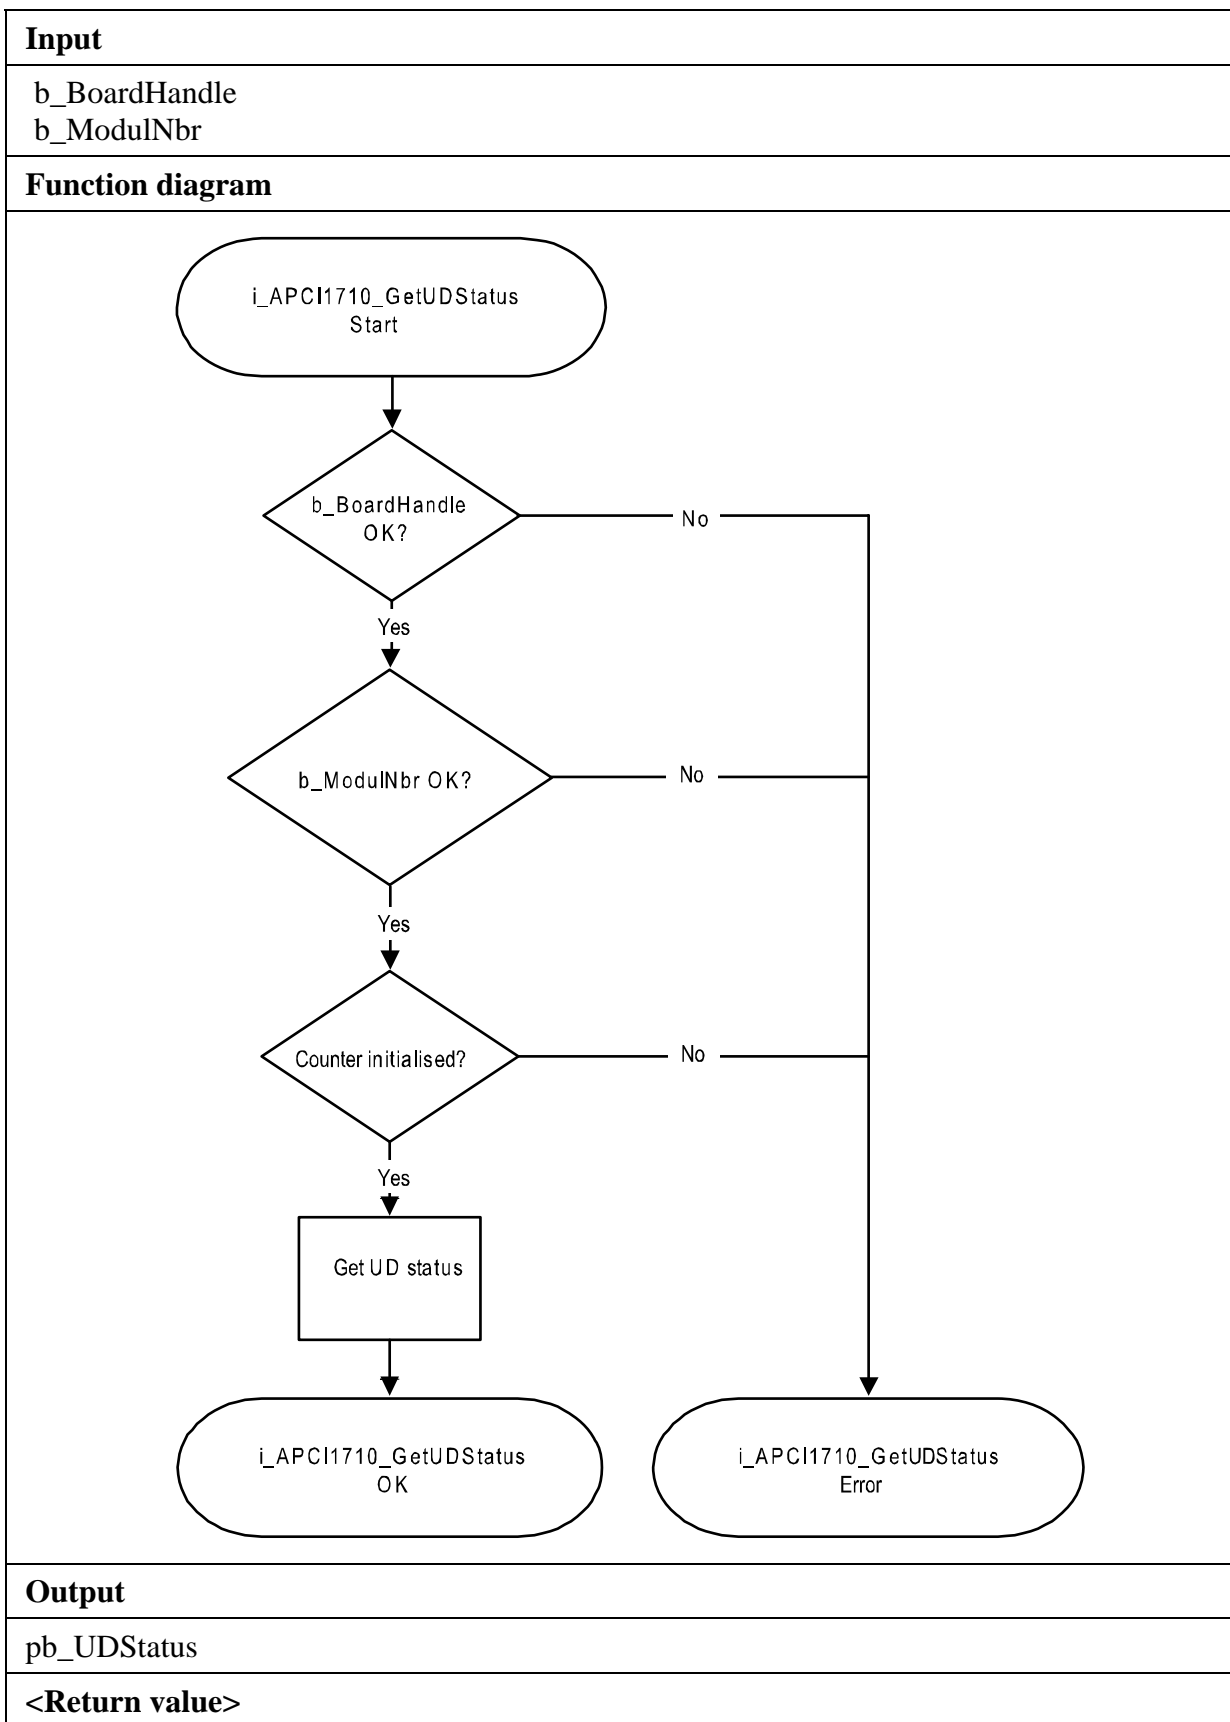 Input
b_BoardHandle
b_ModulNbr
Function diagram
i_APCI1710_GetUDStatus
Start
b_BoardHandle
OK?
No
Yes
b_ModulNbr OK?
No
Yes
Counter initialised?
No
Yes
Get UD status
i_APCI1710_GetUDStatus
OK
i_APCI1710_GetUDStatus
Error
Output
pb_UDStatus
<Return value>